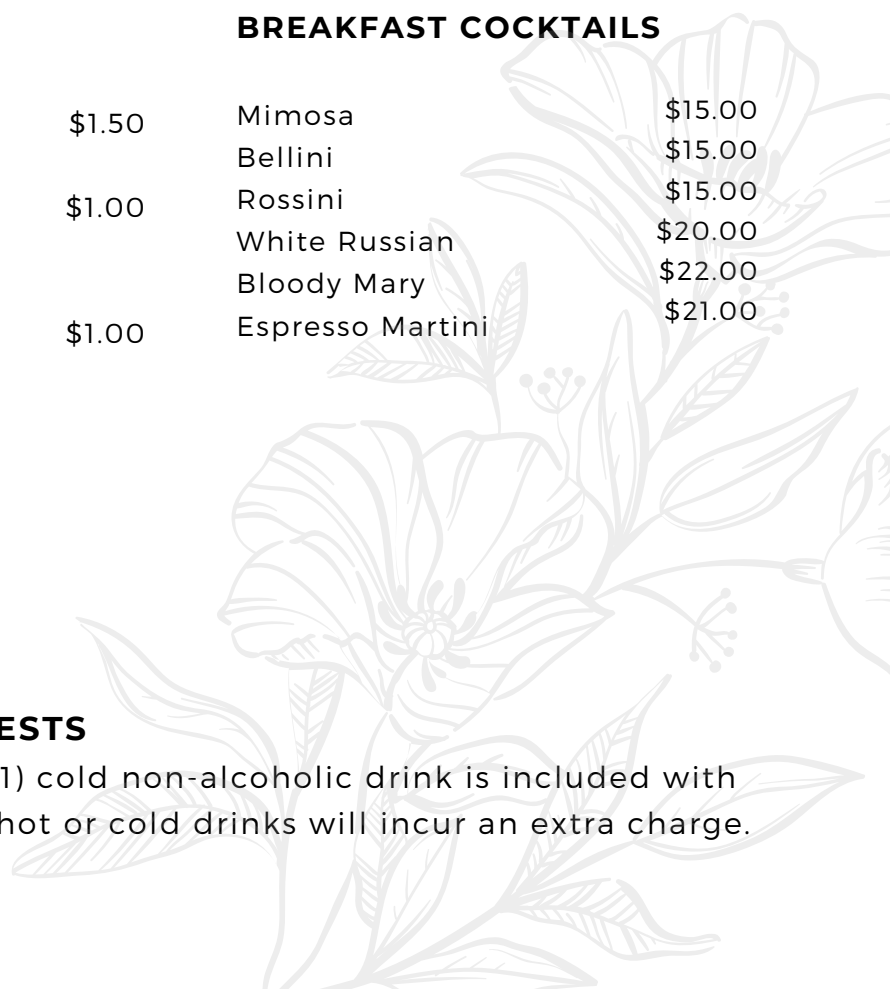 BREAKFAST COCKTAILS
$1.50
$1.00
$1.00
Mimosa $15.00
Bellini $15.00
Rossini $15.00
White Russian $20.00
Bloody Mary $22.00
Espresso Martini $21.00
ESTS
1) cold non-alcoholic drink is included with
hot or cold drinks will incur an extra charge.